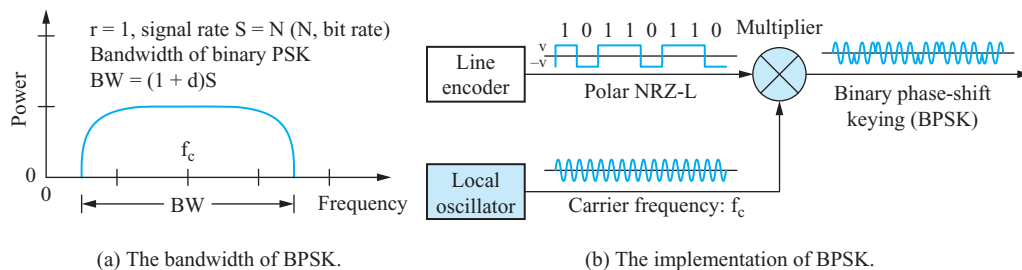 r = 1, signal rate S = N (N, bit rate)
Bandwidth of binary PSK
BW = (1 + d)S
Power
0
f_c
0
BW
Frequency
(a) The bandwidth of BPSK.
1 0 1 1 0 1 1 0
Multiplier
v
–v
Line
encoder
Polar NRZ-L
Binary phase-shift
keying (BPSK)
Local
oscillator
Carrier frequency: f_c
(b) The implementation of BPSK.